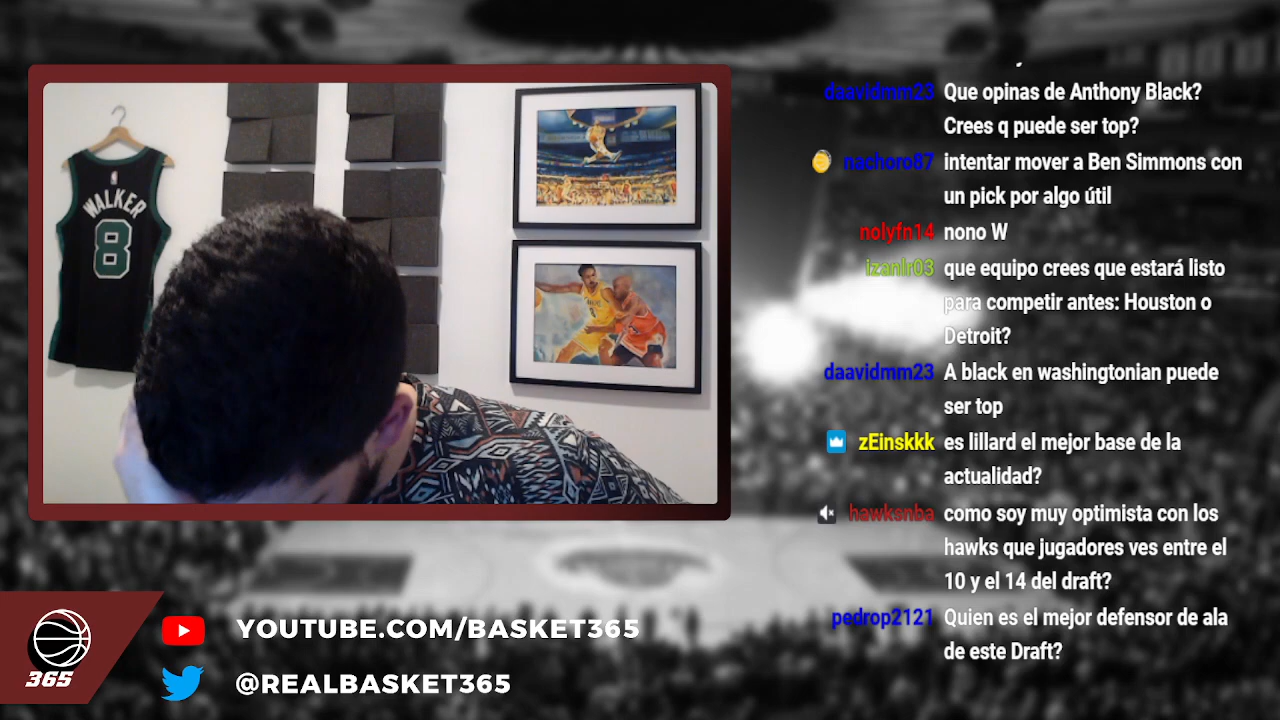 WALKER
8
daavidmm23 Que opinas de Anthony Black?
Crees q puede ser top?
nachoro87 intentar mover a Ben Simmons con
un pick por algo útil
nolyfn14 nono W
izanlr03 que equipo crees que estará listo
para competir antes: Houston o
Detroit?
daavidmm23 A black en washingtonian puede
ser top
zEinskkk es lillard el mejor base de la
actualidad?
hawksnba como soy muy optimista con los
hawks que jugadores ves entre el
10 y el 14 del draft?
pedrop2121 Quien es el mejor defensor de ala
de este Draft?
365
YOUTUBE.COM/BASKET365
@REALBASKET365